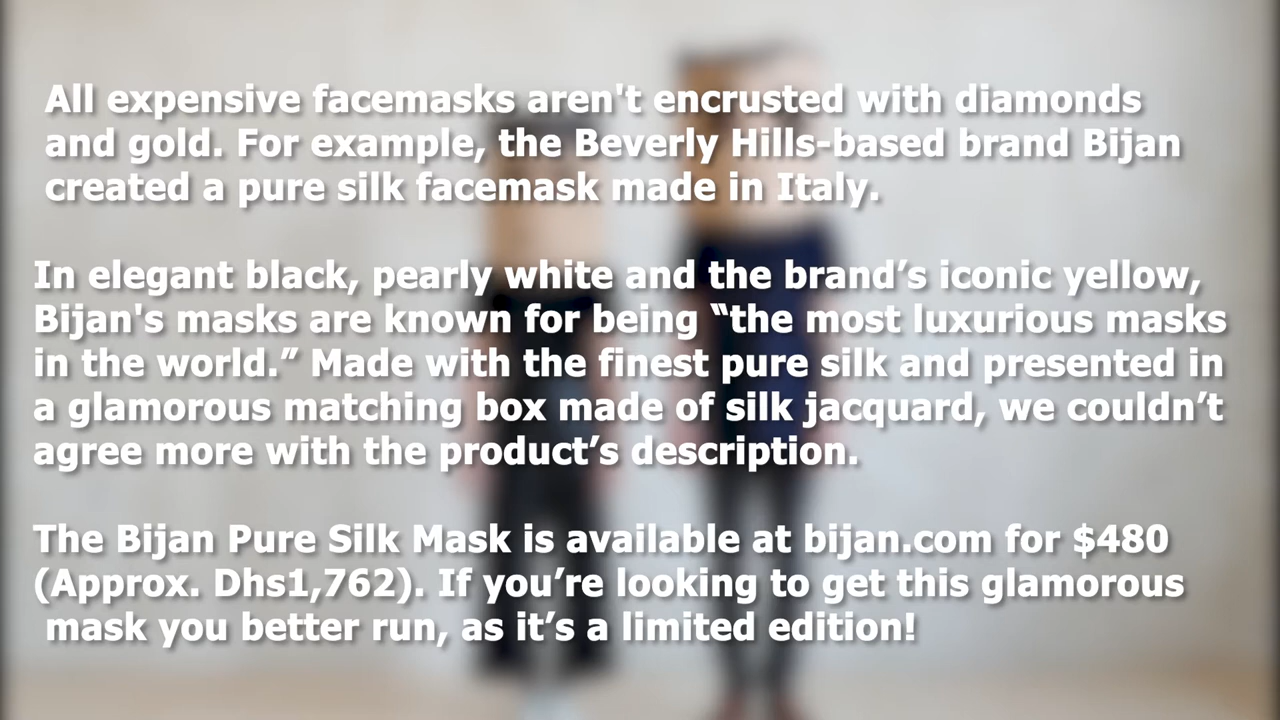 All expensive facemasks aren't encrusted with diamonds
and gold. For example, the Beverly Hills-based brand Bijan
created a pure silk facemask made in Italy.
In elegant black, pearly white and the brand’s iconic yellow,
Bijan's masks are known for being “the most luxurious masks
in the world.” Made with the finest pure silk and presented in
a glamorous matching box made of silk jacquard, we couldn’t
agree more with the product’s description.
The Bijan Pure Silk Mask is available at bijan.com for $480
(Approx. Dhs1,762). If you’re looking to get this glamorous
mask you better run, as it’s a limited edition!